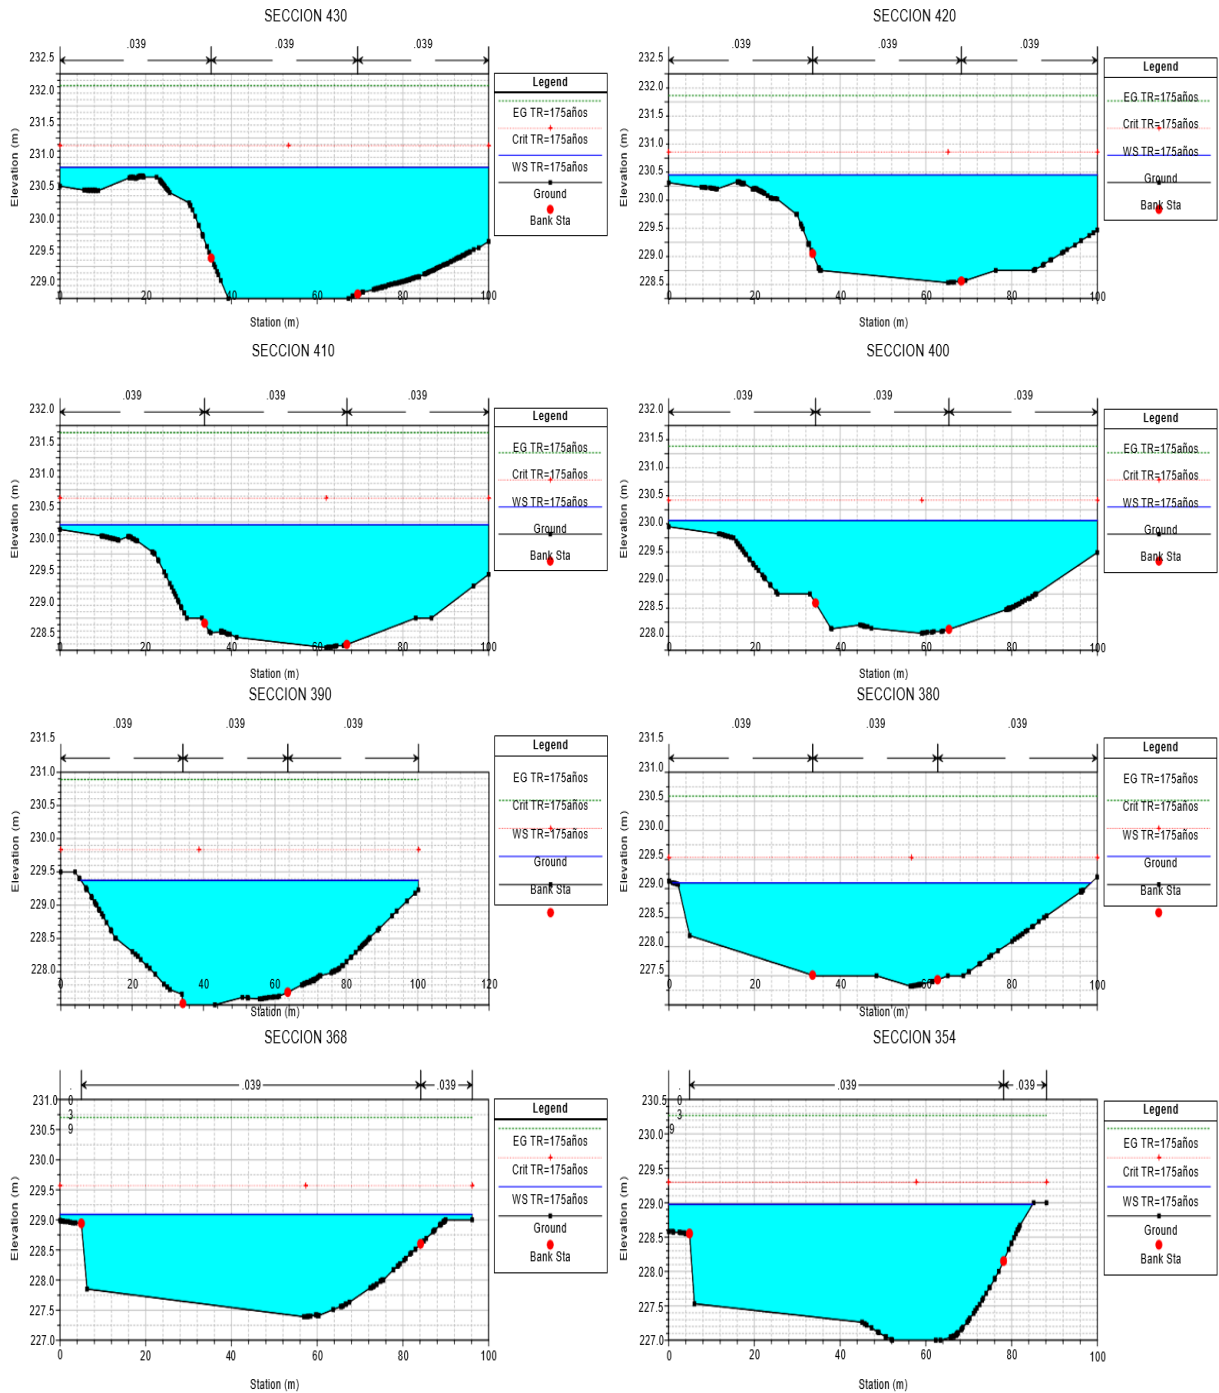 SECCION 430
.039 .039 .039
232.5
232.0
231.5
231.0
230.5
230.0
229.5
229.0
Elevation (m)
0 20 40 60 80 100
Station (m)
Legend
EG TR=175años
Crit TR=175años
WS TR=175años
Ground
Bank Sta
SECCION 420
.039 .039 .039
232.5
232.0
231.5
231.0
230.5
230.0
229.5
229.0
228.5
Elevation (m)
0 20 40 60 80 100
Station (m)
Legend
EG TR=175años
Crit TR=175años
WS TR=175años
Ground
Bank Sta
SECCION 410
.039 .039 .039
232.0
231.5
231.0
230.5
230.0
229.5
229.0
228.5
Elevation (m)
0 20 40 60 80 100
Station (m)
Legend
EG TR=175años
Crit TR=175años
WS TR=175años
Ground
Bank Sta
SECCION 400
.039 .039 .039
232.0
231.5
231.0
230.5
230.0
229.5
229.0
228.5
228.0
Elevation (m)
0 20 40 60 80 100
Station (m)
Legend
EG TR=175años
Crit TR=175años
WS TR=175años
Ground
Bank Sta
SECCION 390
.039 .039 .039
231.5
231.0
230.5
230.0
229.5
229.0
228.5
228.0
Elevation (m)
0 20 40 60 80 100 120
Station (m)
Legend
EG TR=175años
Crit TR=175años
WS TR=175años
Ground
Bank Sta
SECCION 380
.039 .039 .039
231.5
231.0
230.5
230.0
229.5
229.0
228.5
228.0
227.5
Elevation (m)
0 20 40 60 80 100
Station (m)
Legend
EG TR=175años
Crit TR=175años
WS TR=175años
Ground
Bank Sta
SECCION 368
.039 .039 .039
231.0
230.5
230.0
229.5
229.0
228.5
228.0
227.5
227.0
Elevation (m)
0 20 40 60 80 100
Station (m)
Legend
EG TR=175años
Crit TR=175años
WS TR=175años
Ground
Bank Sta
SECCION 354
.039 .039 .039
230.5
230.0
229.5
229.0
228.5
228.0
227.5
227.0
Elevation (m)
0 20 40 60 80 100
Station (m)
Legend
EG TR=175años
Crit TR=175años
WS TR=175años
Ground
Bank Sta